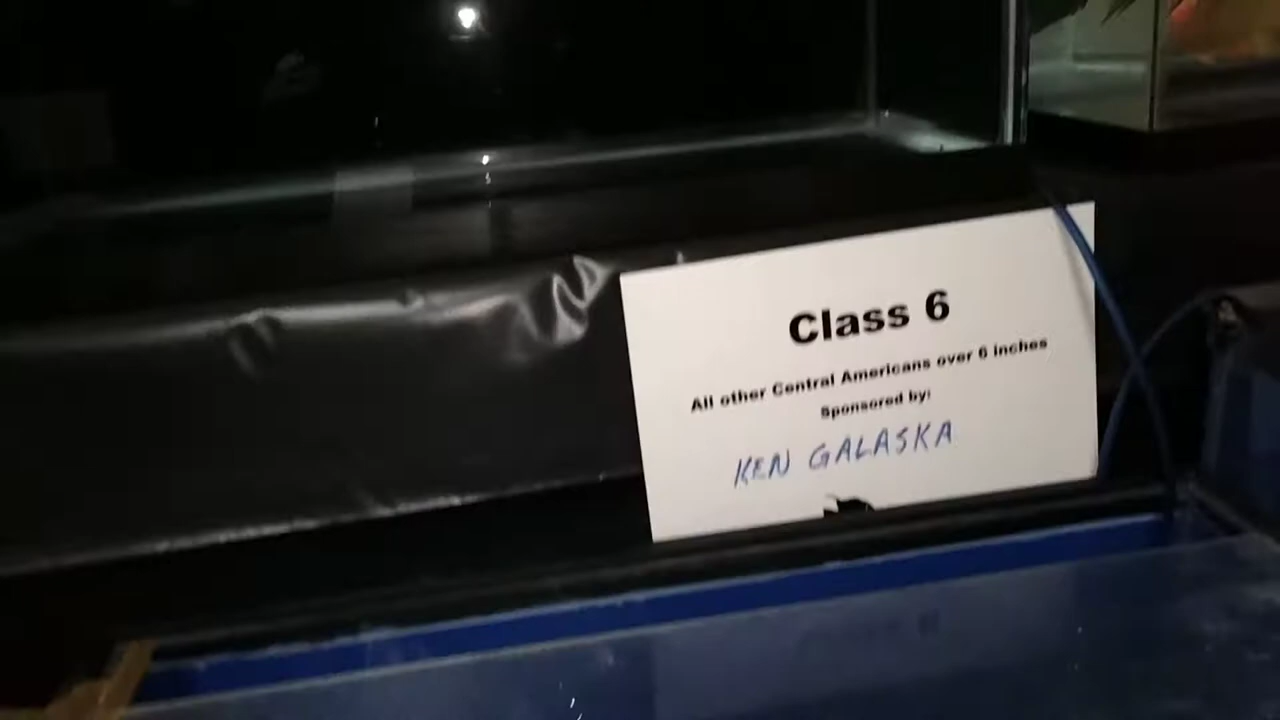 Class 6
All other Central Americans over 6 inches
Sponsored by:
KEN GALASKA